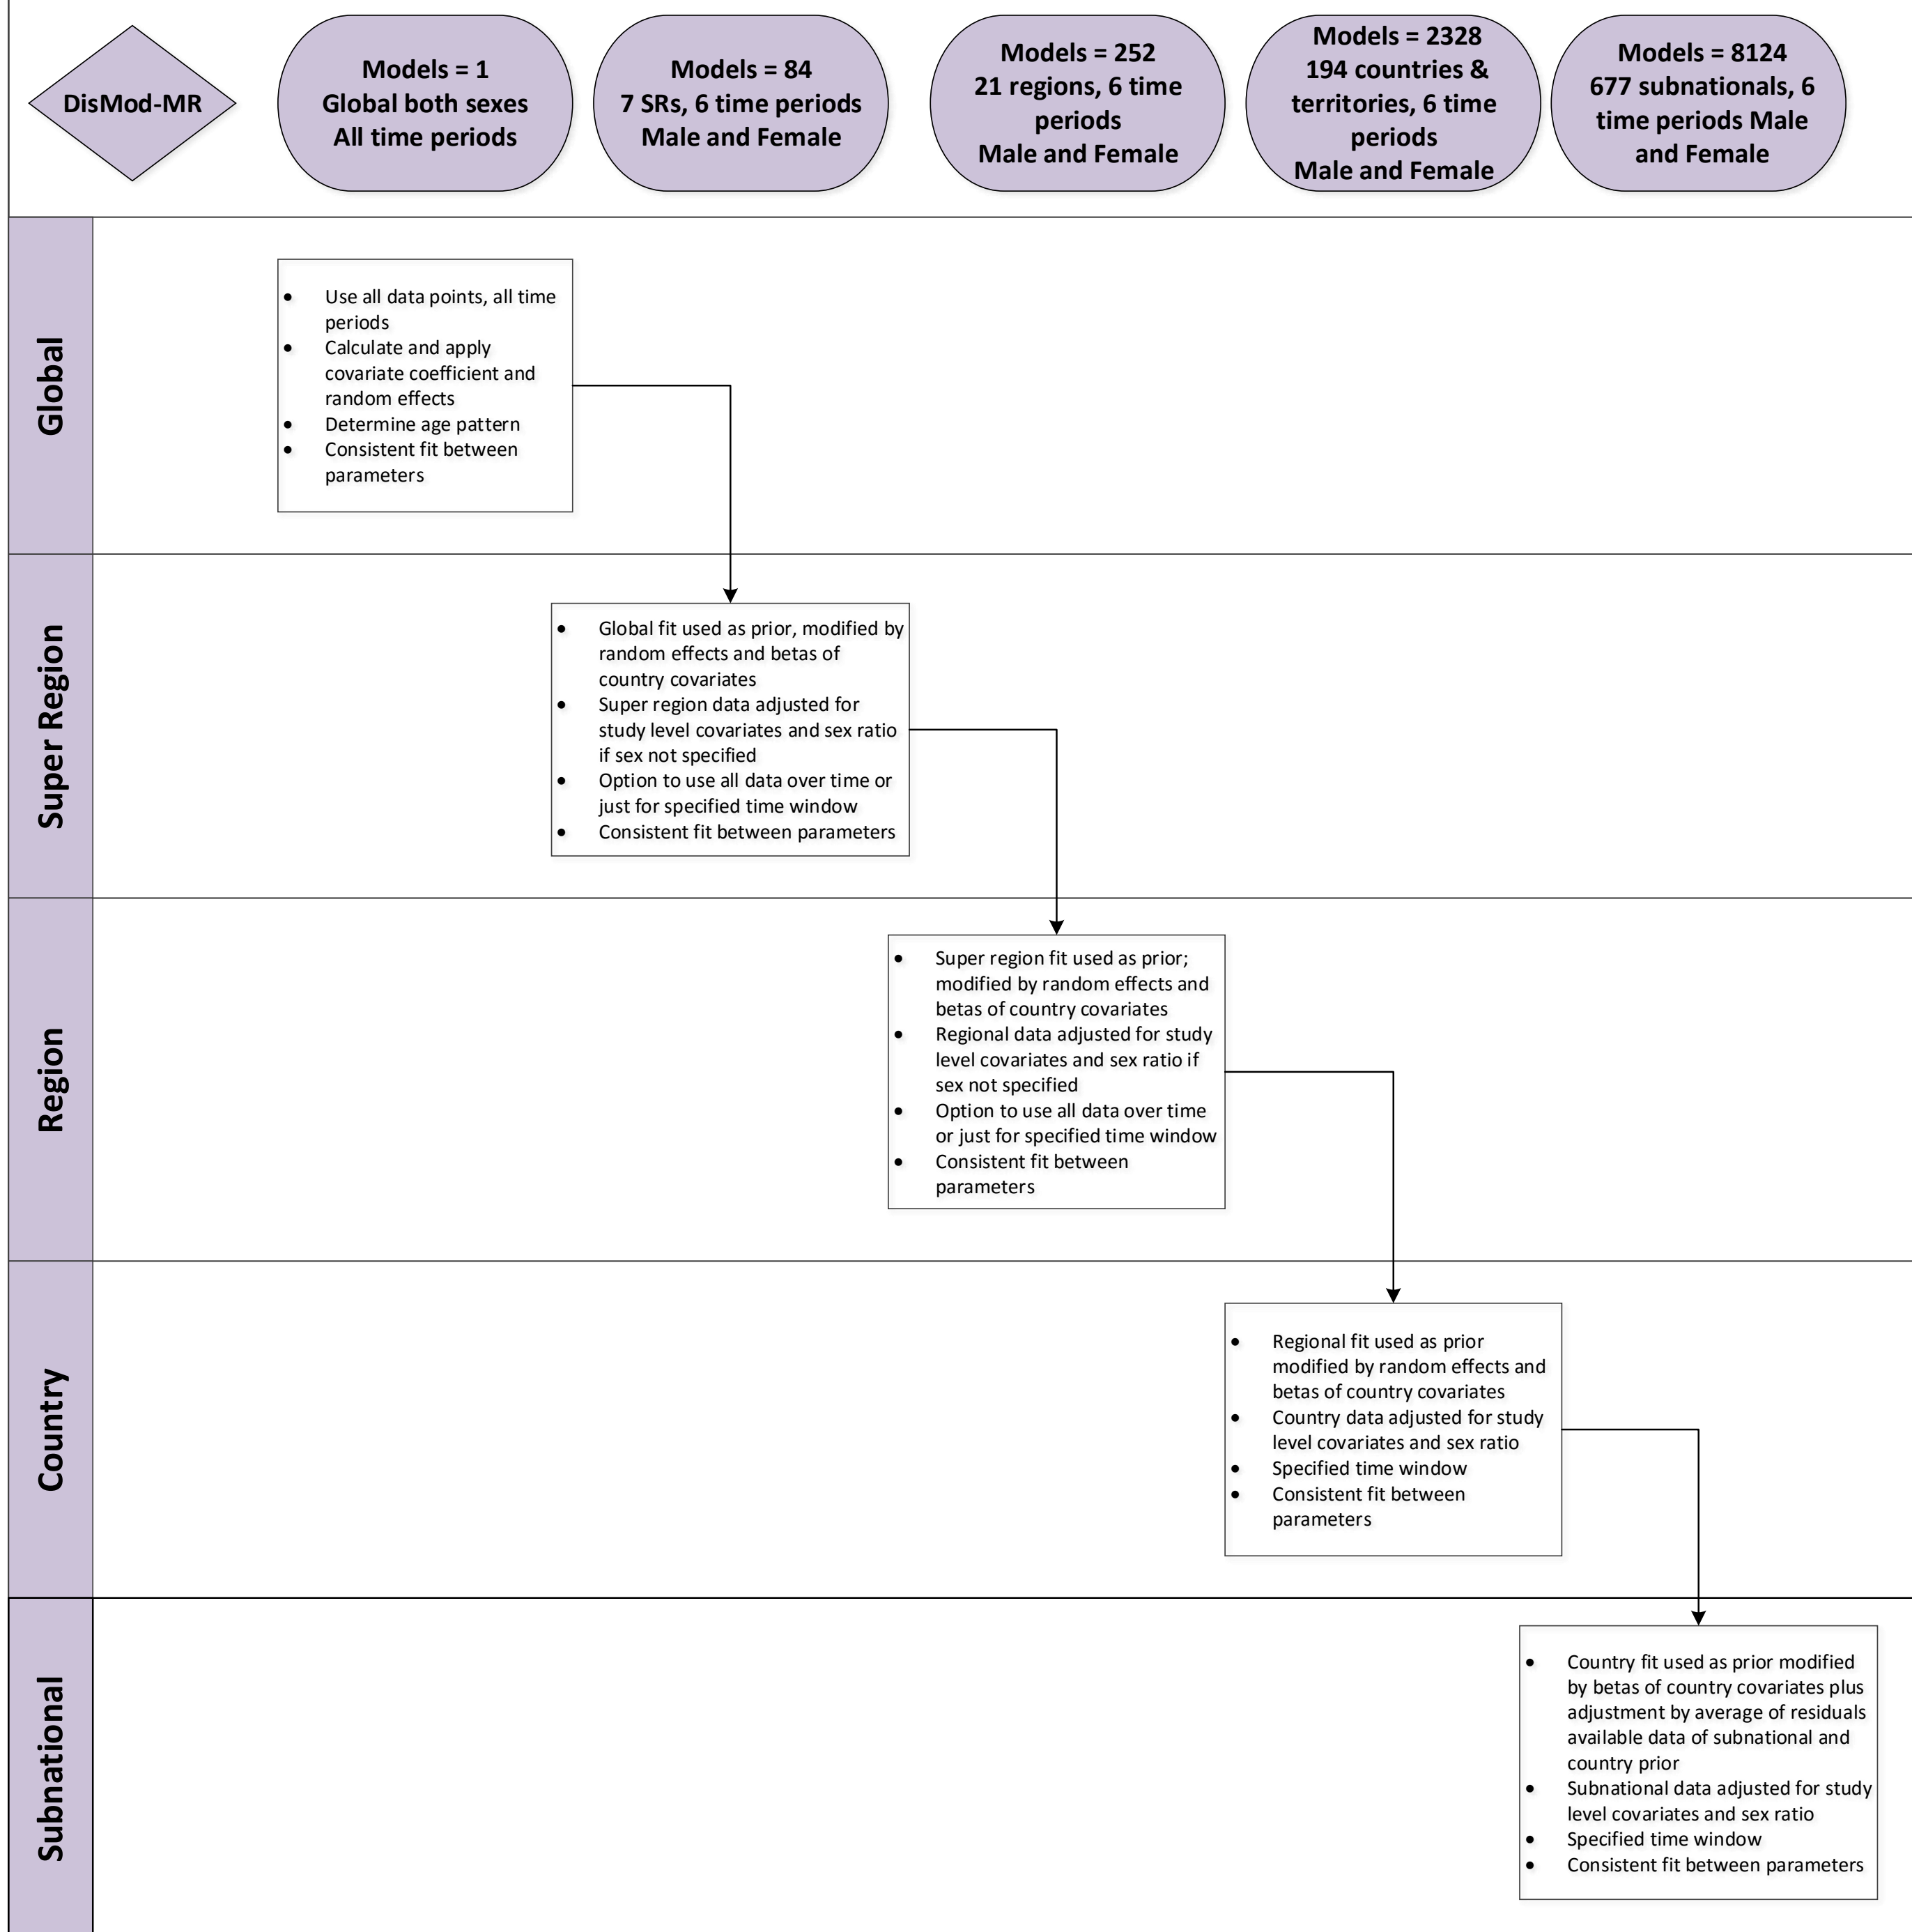 DisMod-MR
Models = 1
Global both sexes
All time periods
Models = 84
7 SRs, 6 time periods
Male and Female
Models = 252
21 regions, 6 time
periods
Male and Female
Models = 2328
194 countries &
territories, 6 time
periods
Male and Female
Models = 8124
677 subnationals, 6
time periods Male
and Female
Global
• Use all data points, all time
periods
• Calculate and apply
covariate coefficient and
random effects
• Determine age pattern
• Consistent fit between
parameters
Super Region
• Global fit used as prior, modified by
random effects and betas of
country covariates
• Super region data adjusted for
study level covariates and sex ratio
if sex not specified
• Option to use all data over time or
just for specified time window
• Consistent fit between parameters
Region
• Super region fit used as prior;
modified by random effects and
betas of country covariates
• Regional data adjusted for study
level covariates and sex ratio if
sex not specified
• Option to use all data over time
or just for specified time window
• Consistent fit between
parameters
Country
• Regional fit used as prior
modified by random effects and
betas of country covariates
• Country data adjusted for study
level covariates and sex ratio
• Specified time window
• Consistent fit between
parameters
Subnational
• Country fit used as prior modified
by betas of country covariates plus
adjustment by average of residuals
available data of subnational and
country prior
• Subnational data adjusted for study
level covariates and sex ratio
• Specified time window
• Consistent fit between parameters